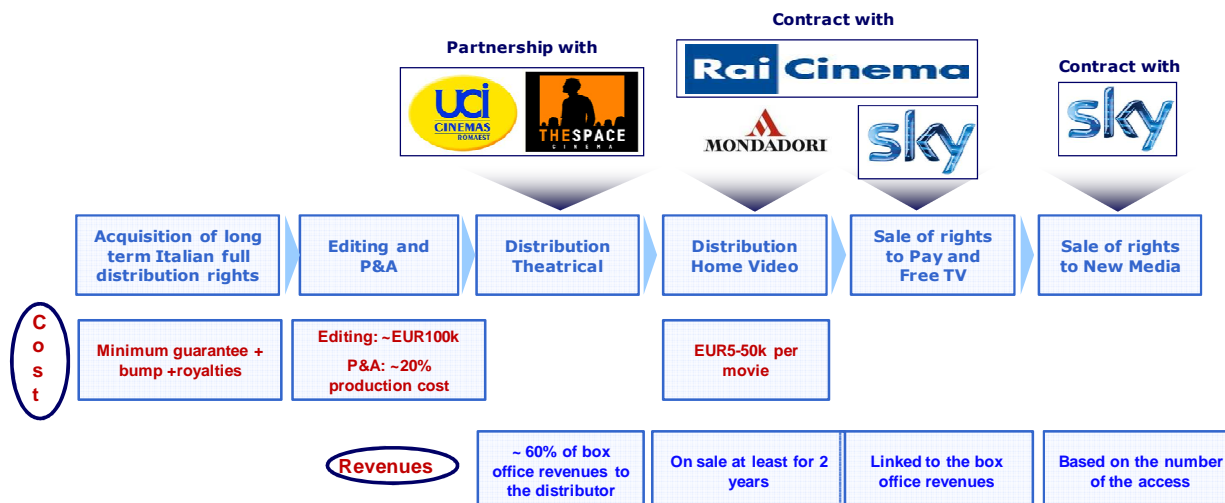 Contract with
Partnership with
Rai Cinema
Contract with
UCI
CINEMAS
ROMAEST
THESPACE
CINEMA
MONDADORI
sky
sky
Acquisition of long
term Italian full
distribution rights
Editing and
P&A
Distribution
Theatrical
Distribution
Home Video
Sale of rights
to Pay and
Free TV
Sale of rights
to New Media
Cost
Minimum guarantee +
bump +royalties
Editing: ~EUR100k
P&A: ~20%
production cost
EUR5-50k per
movie
Revenues
~ 60% of box
office revenues to
the distributor
On sale at least for 2
years
Linked to the box
office revenues
Based on the number
of the access